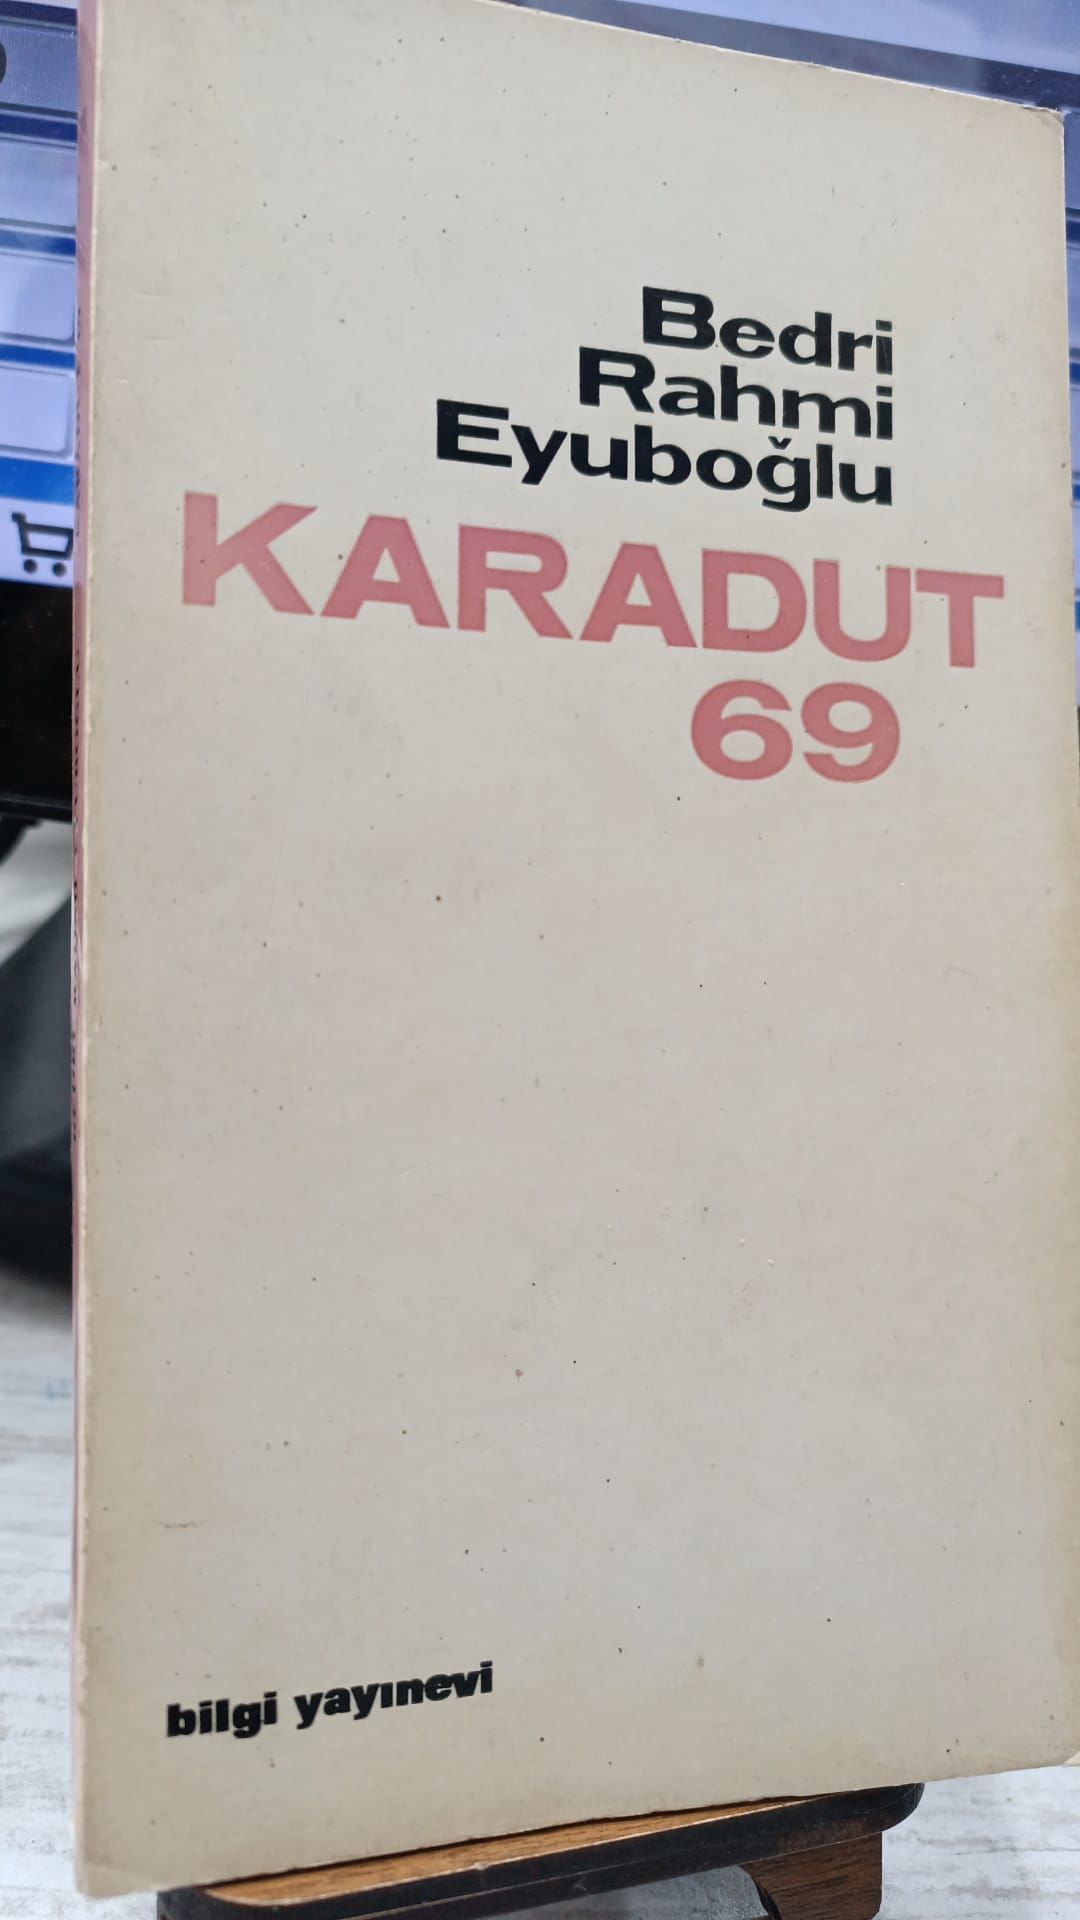 Bedri
Rahmi
Eyuboğlu
KARADUT
69
bilgi yayınevi